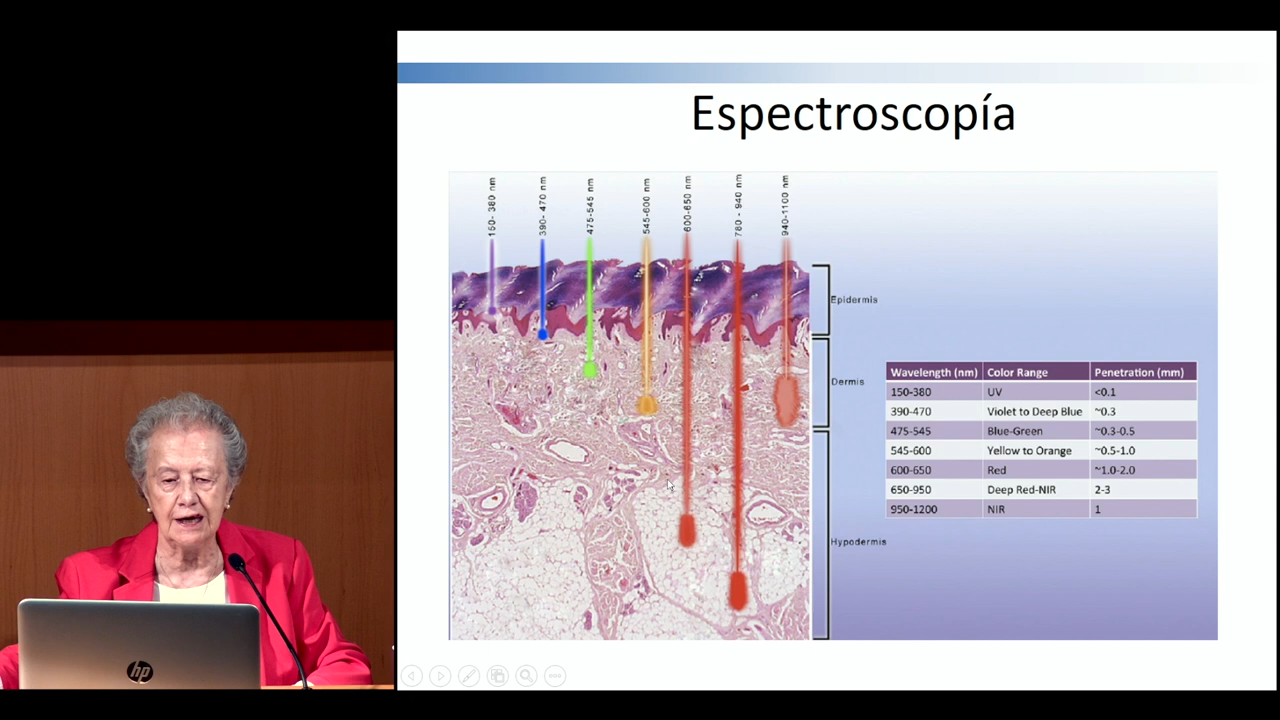 Espectroscopía
150- 380 nm
390- 470 nm
475-545 nm
545-600 nm
600-650 nm
780 - 940 nm
940-1100 nm
Epidermis
Dermis
Hypodermis
Wavelength (nm) Color Range Penetration (mm)
150-380 UV <0.1
390-470 Violet to Deep Blue ~0.3
475-545 Blue-Green ~0.3-0.5
545-600 Yellow to Orange ~0.5-1.0
600-650 Red ~1.0-2.0
650-950 Deep Red-NIR 2-3
950-1200 NIR 1
hp